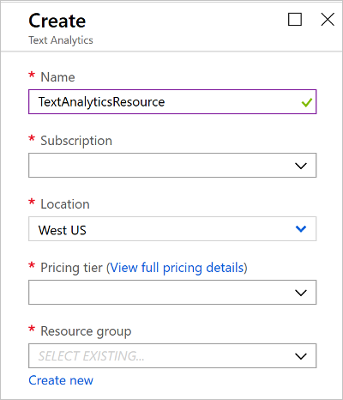 Create
Text Analytics
* Name
TextAnalyticsResource
* Subscription
* Location
West US
* Pricing tier (View full pricing details)
* Resource group
SELECT EXISTING...
Create new